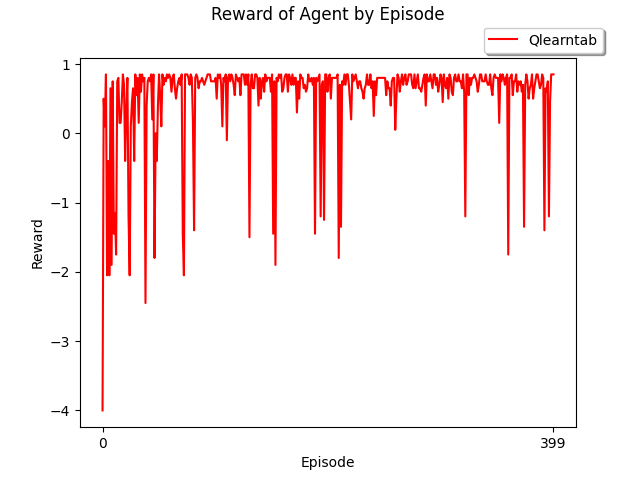 Reward of Agent by Episode
Qlearntab
1
0
−1
−2
−3
−4
Reward
0
399
Episode